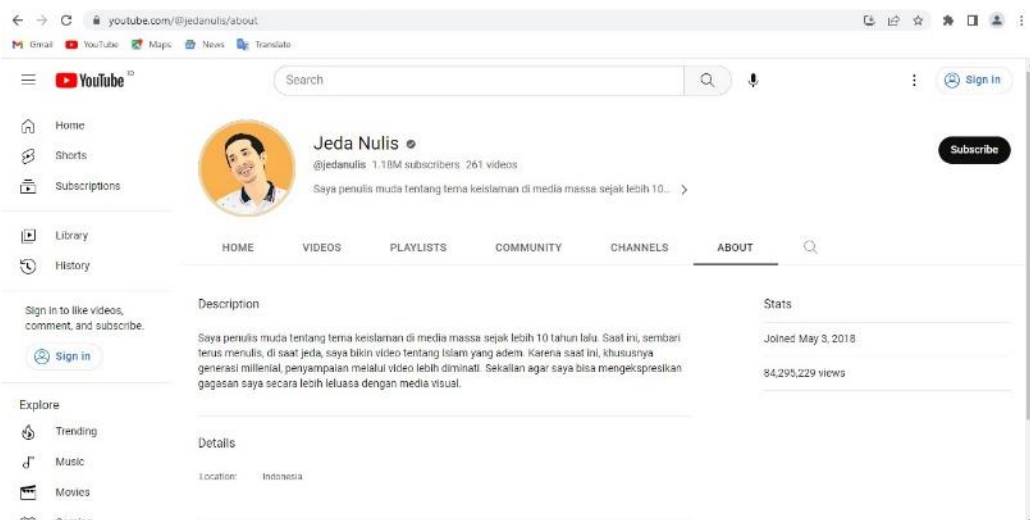 youtube.com/@jedanulis/about
Gmail YouTube Maps News Translate
YouTube ID
Search
Sign in
Home
Shorts
Subscriptions
Library
History
Sign in to like videos,
comment, and subscribe.
Sign in
Explore
Trending
Music
Movies
Jeda Nulis
@jedanulis 1.18M subscribers 261 videos
Saya penulis muda tentang tema keislaman di media massa sejak lebih 10...
Subscribe
HOME VIDEOS PLAYLISTS COMMUNITY CHANNELS ABOUT
Description
Saya penulis muda tentang tema keislaman di media massa sejak lebih 10 tahun lalu. Saat ini, sembari
terus menulis, di saat jeda, saya bikin video tentang Islam yang adem. Karena saat ini, khususnya
generasi millenial, penyampaian melalui video lebih diminati. Sekalian agar saya bisa mengekspresikan
gagasan saya secara lebih leluasa dengan media visual.
Details
Location: Indonesia
Stats
Joined May 3, 2018
84,295,229 views